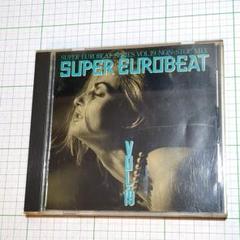 SUPER EUROBEAT SERIES VOL.19 NON-STOP MIX
SUPER EUROBEAT
VOL.19